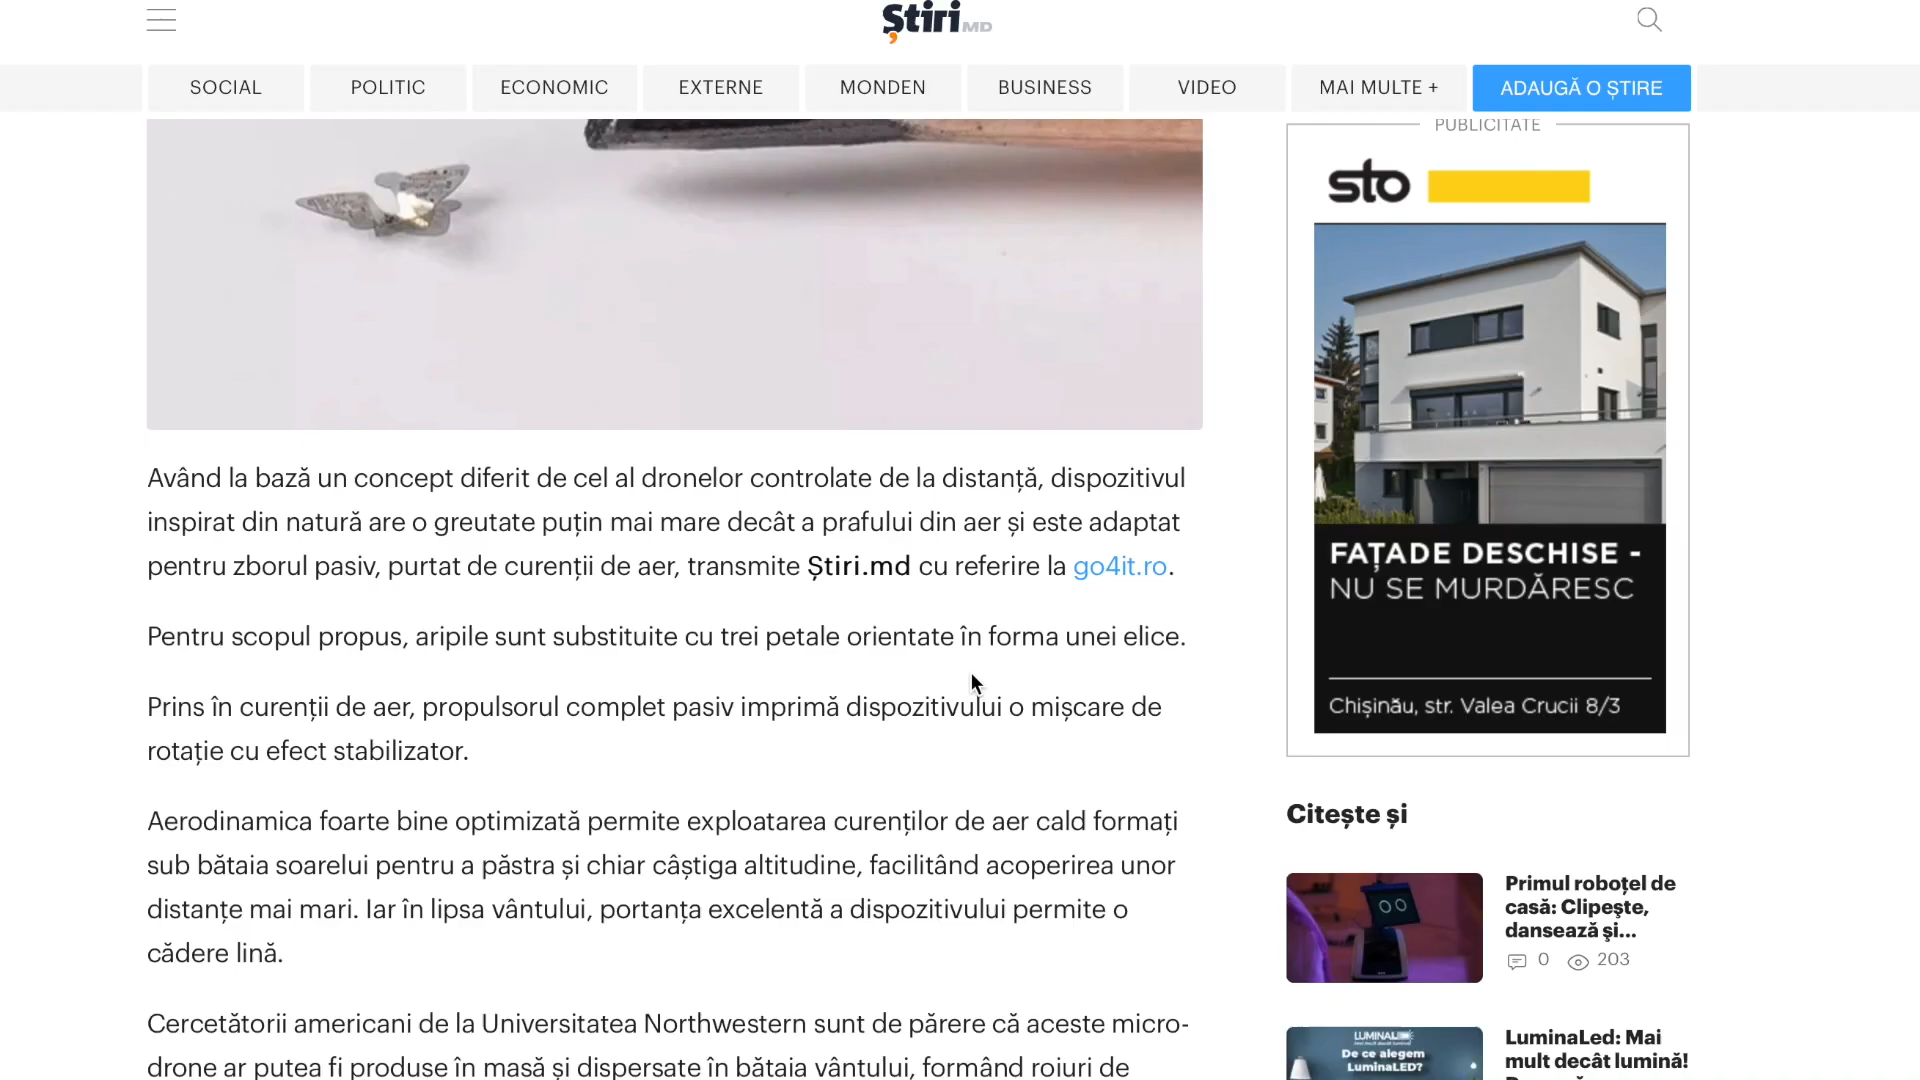 Știri MD
SOCIAL
POLITIC
ECONOMIC
EXTERNE
MONDEN
BUSINESS
VIDEO
MAI MULTE +
ADAUGĂ O ȘTIRE
Având la bază un concept diferit de cel al dronelor controlate de la distanță, dispozitivul
inspirat din natură are o greutate puțin mai mare decât a prafului din aer și este adaptat
pentru zborul pasiv, purtat de curenții de aer, transmite Știri.md cu referire la go4it.ro.
Pentru scopul propus, aripile sunt substituite cu trei petale orientate în forma unei elice.
Prins în curenții de aer, propulsorul complet pasiv imprimă dispozitivului o mișcare de
rotație cu efect stabilizator.
Aerodinamica foarte bine optimizată permite exploatarea curenților de aer cald formați
sub bătaia soarelui pentru a păstra și chiar câștiga altitudine, facilitând acoperirea unor
distanțe mai mari. Iar în lipsa vântului, portanța excelentă a dispozitivului permite o
cădere lină.
Cercetătorii americani de la Universitatea Northwestern sunt de părere că aceste micro-
drone ar putea fi produse în masă și dispersate în bătaia vântului, formând roiuri de
PUBLICITATE
sto
FAȚADE DESCHISE -
NU SE MURDĂRESC
Chișinău, str. Valea Crucii 8/3
Citește și
Primul roboțel de
casă: Clipește,
dansează și...
0 203
LUMINALED
De ce alegem
LuminaLED?
LuminaLed: Mai
mult decât lumină!